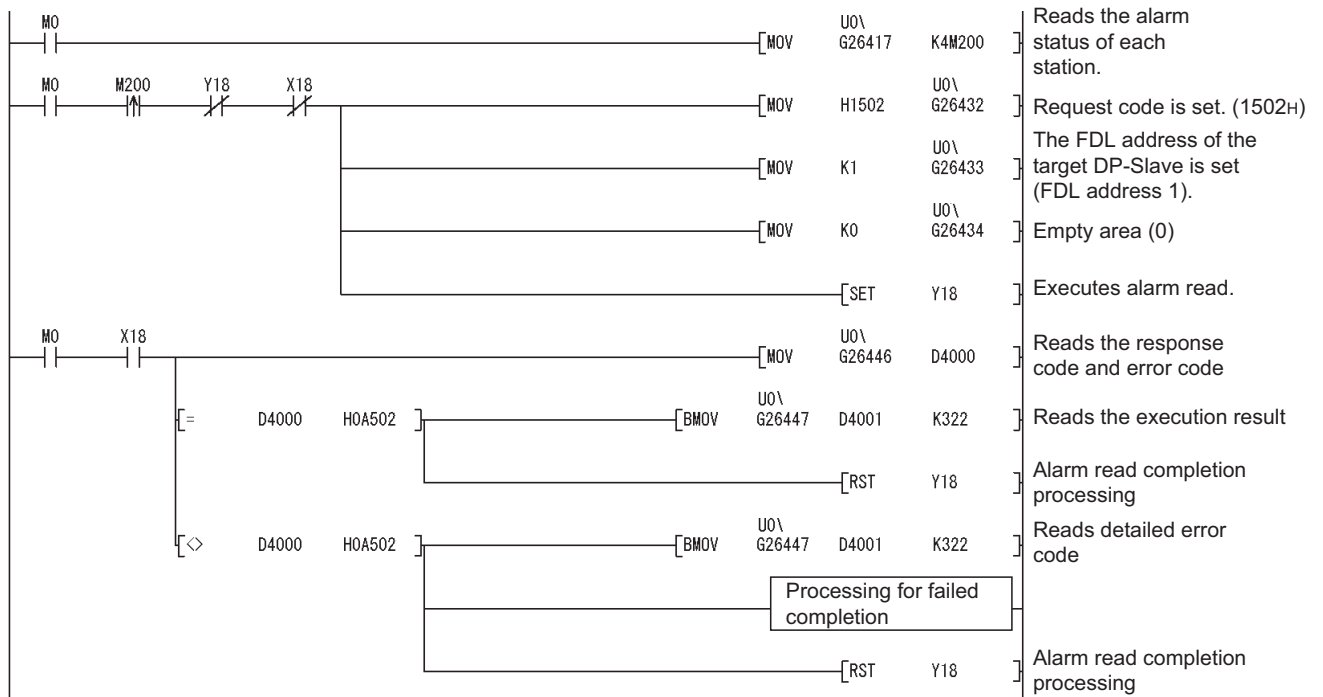 M0
U0\
[MOV G26417 K4M200 ]
Reads the alarm
status of each
station.
M0 M200 Y18 X18
U0\
[MOV H1502 G26432 ]
Request code is set. (1502H)
U0\
[MOV K1 G26433 ]
The FDL address of the
target DP-Slave is set
(FDL address 1).
U0\
[MOV K0 G26434 ]
Empty area (0)
[SET Y18 ]
Executes alarm read.
M0 X18
U0\
[MOV G26446 D4000 ]
Reads the response
code and error code
[= D4000 H0A502 ]
U0\
[BMOV G26447 D4001 K322 ]
Reads the execution result
[RST Y18 ]
Alarm read completion
processing
[<> D4000 H0A502 ]
U0\
[BMOV G26447 D4001 K322 ]
Reads detailed error
code
Processing for failed
completion
[RST Y18 ]
Alarm read completion
processing